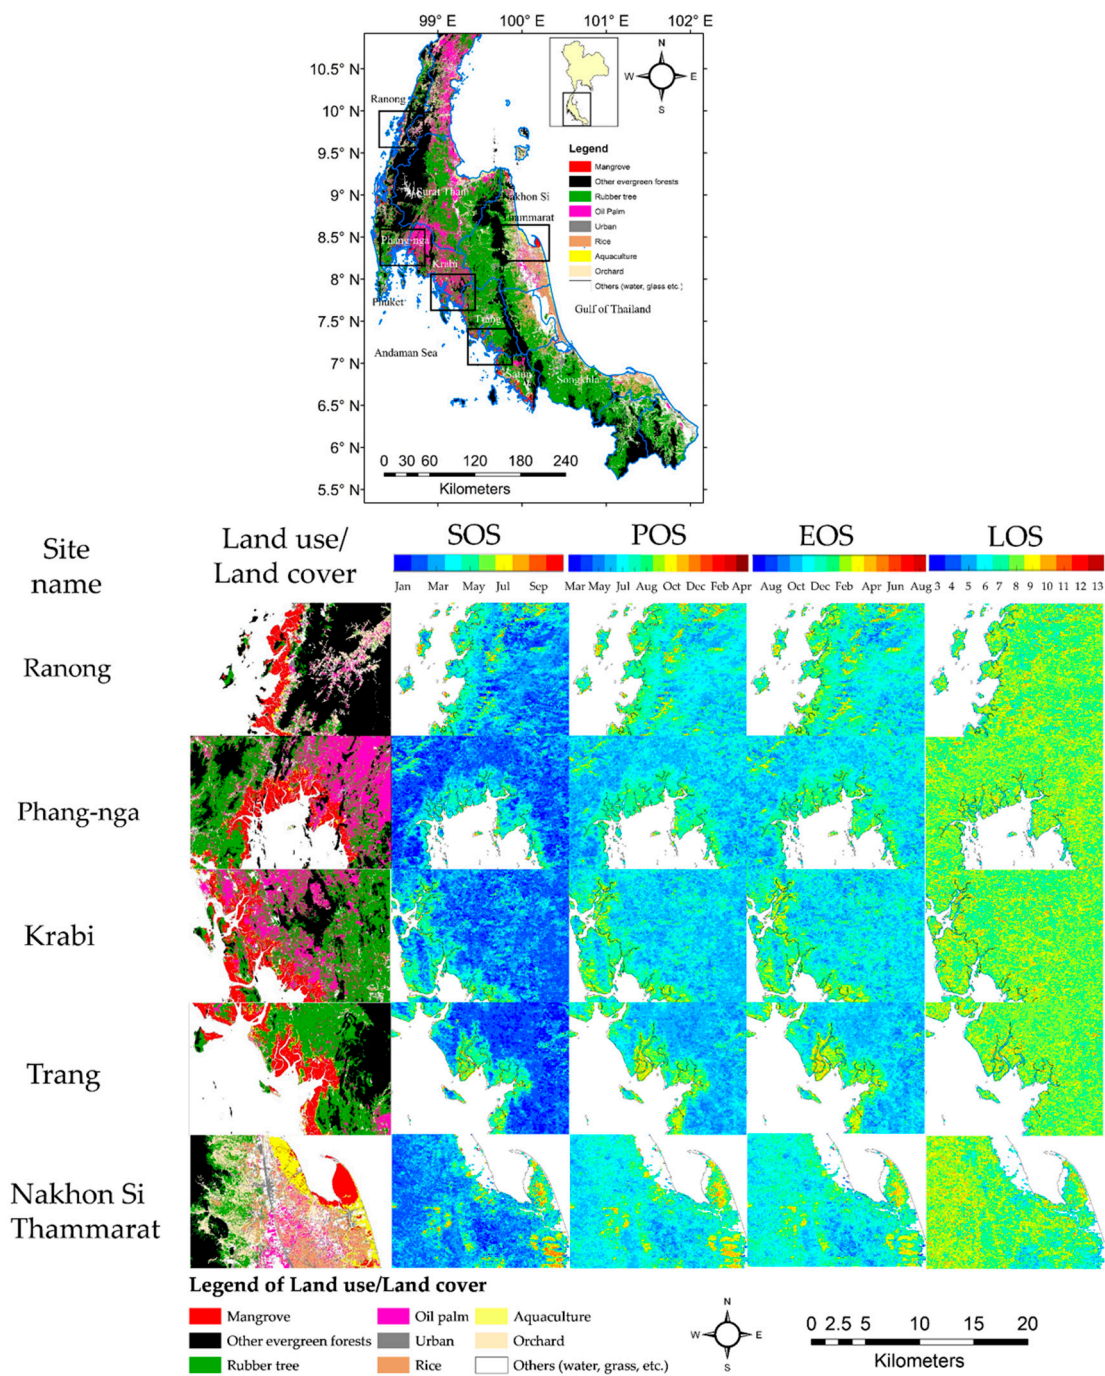 99° E 100° E 101° E 102° E
10.5° N
10° N
9.5° N
9° N
8.5° N
8° N
7.5° N
7° N
6.5° N
6° N
5.5° N
N
W E
S
Ranong
Surat Thani
Nakhon Si
Thammarat
Phang-nga
Krabi
Phuket
Trang
Andaman Sea
Satun
Songkhla
Gulf of Thailand
Legend
Mangrove
Other evergreen forests
Rubber tree
Oil Palm
Urban
Rice
Aquaculture
Orchard
Others (water, glass etc.)
0 30 60 120 180 240
Kilometers
Site
name
Land use/
Land cover
SOS POS EOS LOS
Jan Mar May Jul Sep
Mar May Jul Aug Oct Dec Feb Apr
Aug Oct Dec Feb Apr Jun Aug
3 4 5 6 7 8 9 10 11 12 13
Ranong
Phang-nga
Krabi
Trang
Nakhon Si
Thammarat
Legend of Land use/Land cover
Mangrove Oil palm Aquaculture
Other evergreen forests Urban Orchard
Rubber tree Rice Others (water, grass, etc.)
N
W E
S
0 2.5 5 10 15 20
Kilometers